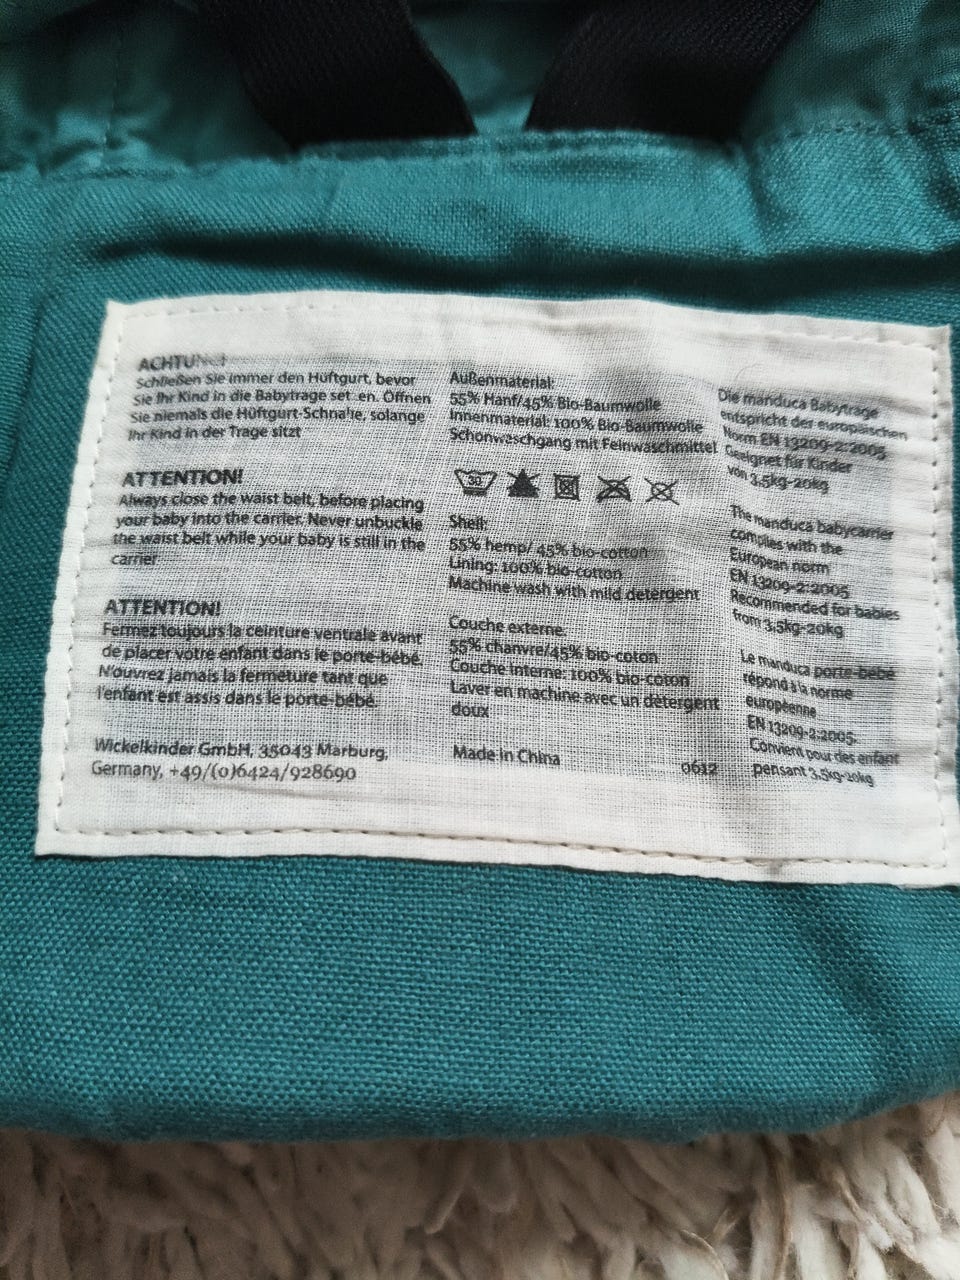 ACHTUNG!
Schließen Sie immer den Hüftgurt, bevor
Sie Ihr Kind in die Babytrage set en. Öffnen
Sie niemals die Hüftgurt-Schnalle, solange
Ihr Kind in der Trage sitzt
ATTENTION!
Always close the waist belt, before placing
your baby into the carrier. Never unbuckle
the waist belt while your baby is still in the
carrier
ATTENTION!
Fermez toujours la ceinture ventrale avant
de placer votre enfant dans le porte-bébé.
N'ouvrez jamais la fermeture tant que
l'enfant est assis dans le porte-bébé.
Wickelkinder GmbH, 35043 Marburg,
Germany, +49/(0)6424/928690
Außenmaterial:
55% Hanf/45% Bio-Baumwolle
Innenmaterial: 100% Bio-Baumwolle
Schonwaschgang mit Feinwaschmittel
30
Shell:
55% hemp/ 45% bio-cotton
Lining: 100% bio-cotton
Machine wash with mild detergent
Couche externe:
55% chanvre/45% bio-coton
Couche interne: 100% bio-coton
Laver en machine avec un détergent
doux
Made in China
0612
Die manduca Babytrage
entspricht der europäischen
Norm EN 13209-2:2005
Geeignet für Kinder
von 3,5kg-20kg
The manduca babycarrier
complies with the
European norm
EN 13209-2:2005
Recommended for babies
from 3,5kg-20kg
Le manduca porte-bébé
répond à la norme
européenne
EN 13209-2:2005.
Convient pour des enfant
pensant 3,5kg-20kg